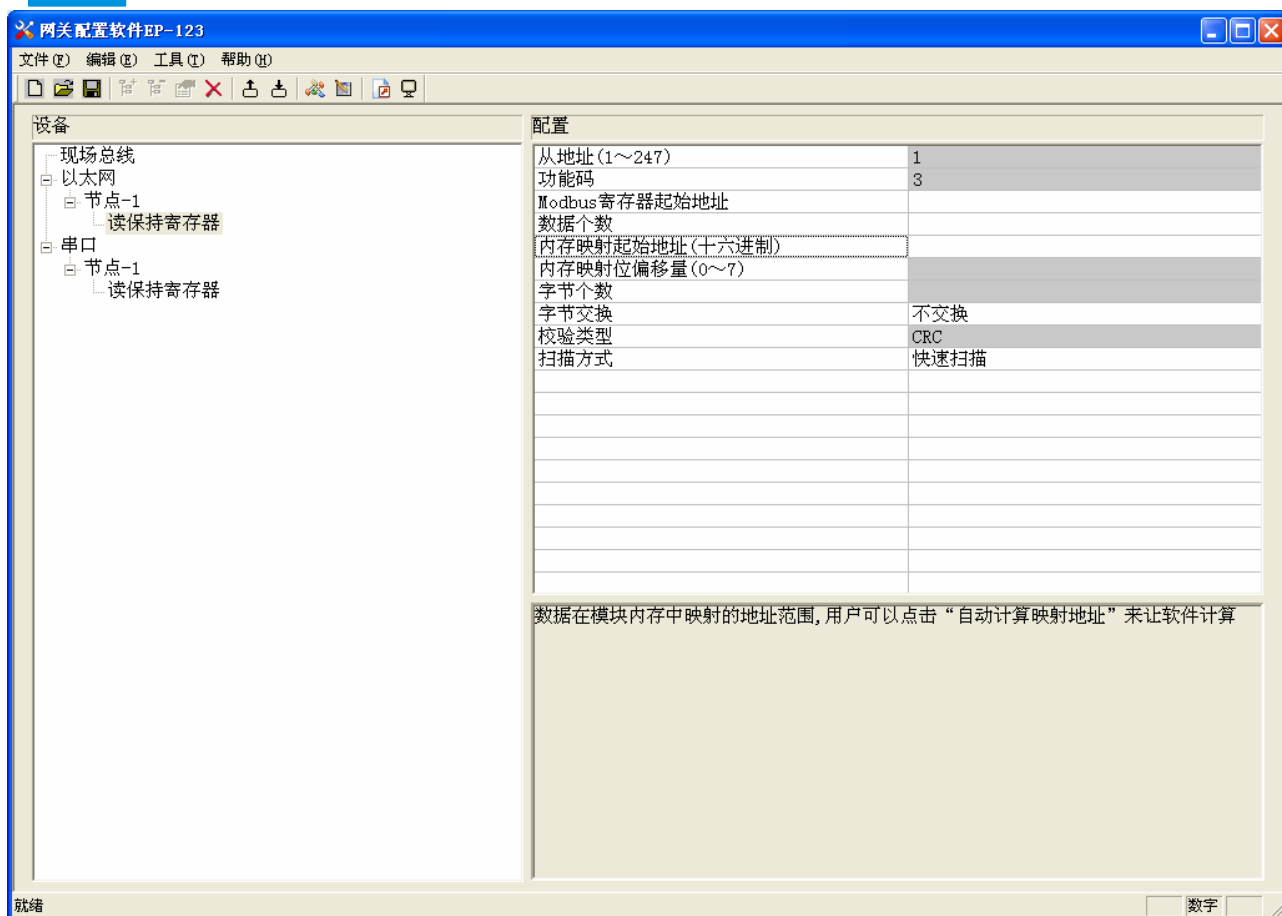 网关配置软件EP-123
文件(F) 编辑(E) 工具(T) 帮助(H)
设备
现场总线
以太网
节点-1
读保持寄存器
串口
节点-1
读保持寄存器
配置
从地址(1～247) 1
功能码 3
Modbus寄存器起始地址
数据个数
内存映射起始地址(十六进制)
内存映射位偏移量(0～7)
字节个数
字节交换 不交换
校验类型 CRC
扫描方式 快速扫描
数据在模块内存中映射的地址范围,用户可以点击“自动计算映射地址”来让软件计算
就绪 数字